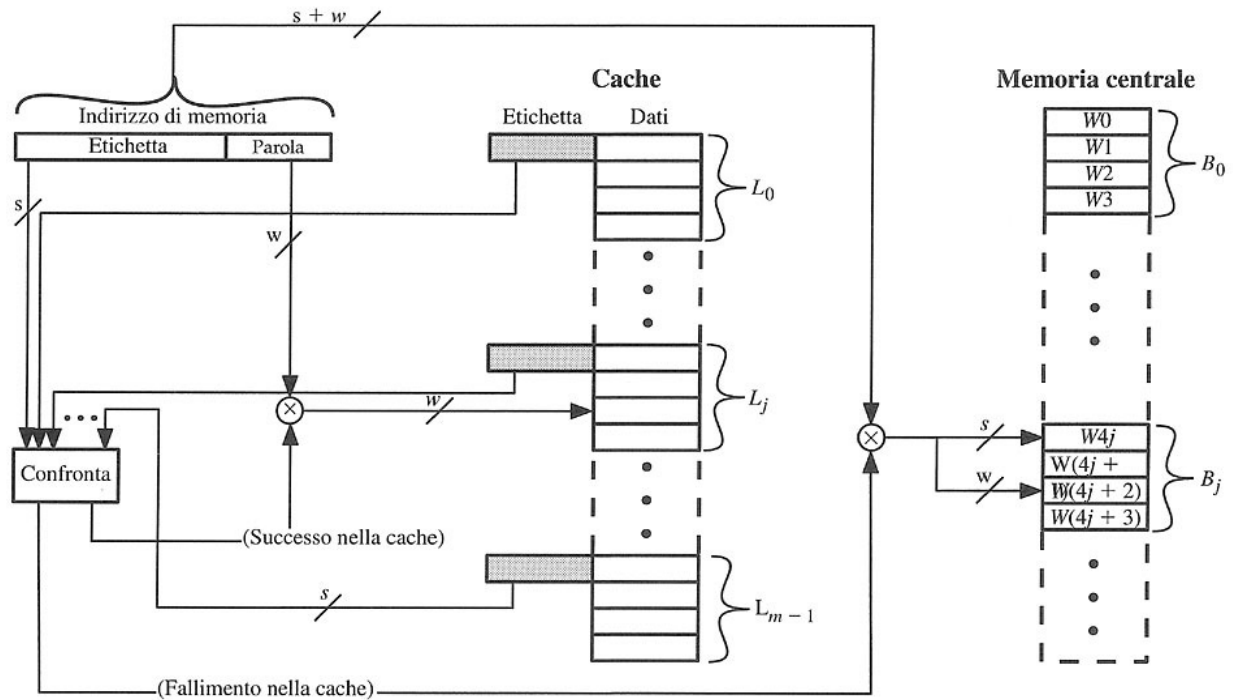 s + w
Cache
Memoria centrale
Indirizzo di memoria
Etichetta
Dati
Etichetta
Parola
W0
W1
W2
W3
B0
L0
s
w
Lj
w
s
W4j
W(4j +
W(4j + 2)
W(4j + 3)
Bj
w
Confronta
(Successo nella cache)
s
Lm – 1
(Fallimento nella cache)